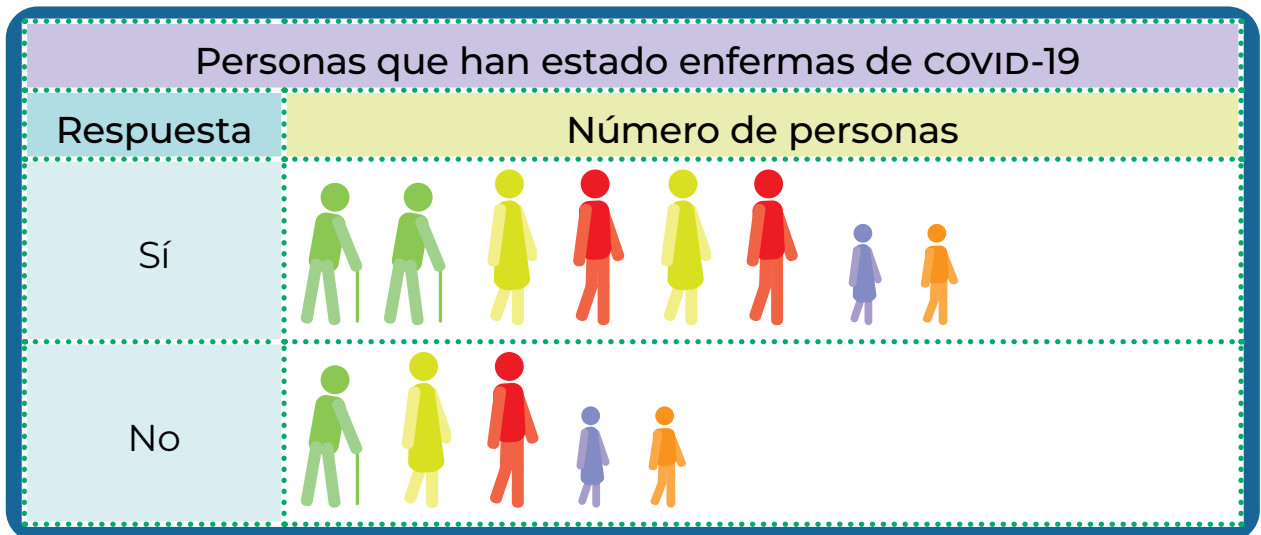 Personas que han estado enfermas de COVID-19
Respuesta
Número de personas
Sí
No